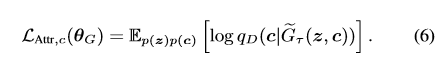 ℒ_{Attr,c}(θ_G) = 𝔼_{p(z)p(c)} [log q_D(c|G̃_τ(z, c))] . (6)